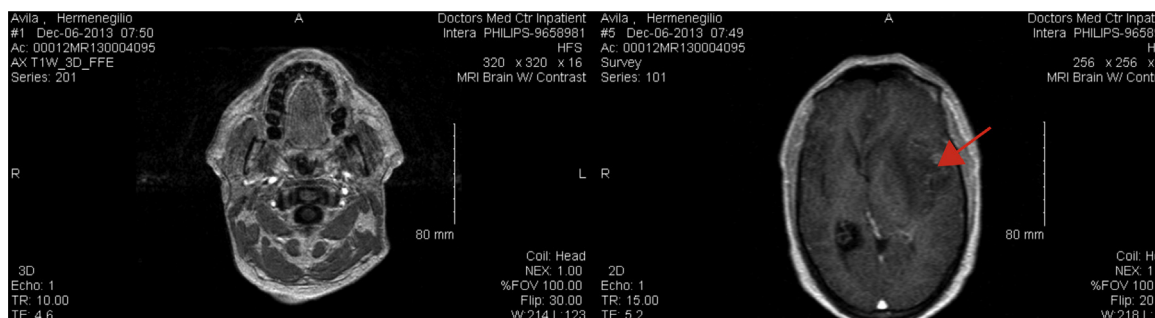 Avila , Hermenegilio
#1 Dec-06-2013 07:50
Ac: 00012MR130004095
AX T1W_3D_FFE
Series: 201
A
Doctors Med Ctr Inpatient
Intera PHILIPS-9658981
HFS
320 x 320 x 16
MRI Brain W/ Contrast
R
L
80 mm
3D
Echo: 1
TR: 10.00
TE: 4.6
Coil: Head
NEX: 1.00
%FOV 100.00
Flip: 30.00
W:214 L:123
Avila , Hermenegilio
#5 Dec-06-2013 07:49
Ac: 00012MR130004095
Survey
Series: 101
A
Doctors Med Ctr Inpat
Intera PHILIPS-9658
H
256 x 256 x
MRI Brain W/ Cont
R
80 mm
2D
Echo: 1
TR: 15.00
TE: 5.2
Coil: H
NEX: 1
%FOV 100
Flip: 20
W:218 L: